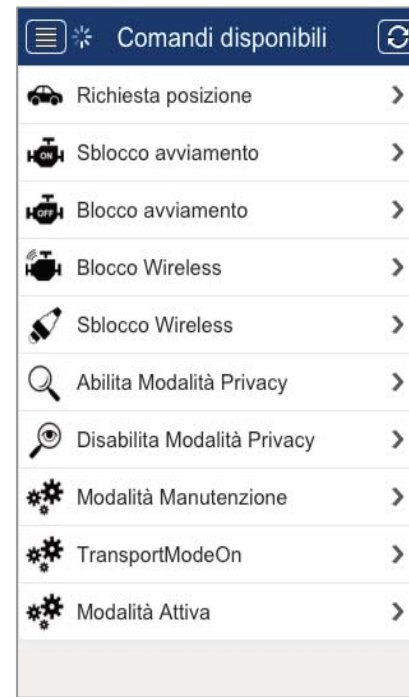 Comandi disponibili
Richiesta posizione
ON
Sblocco avviamento
OFF
Blocco avviamento
Blocco Wireless
Sblocco Wireless
Abilita Modalità Privacy
Disabilita Modalità Privacy
Modalità Manutenzione
TransportModeOn
Modalità Attiva